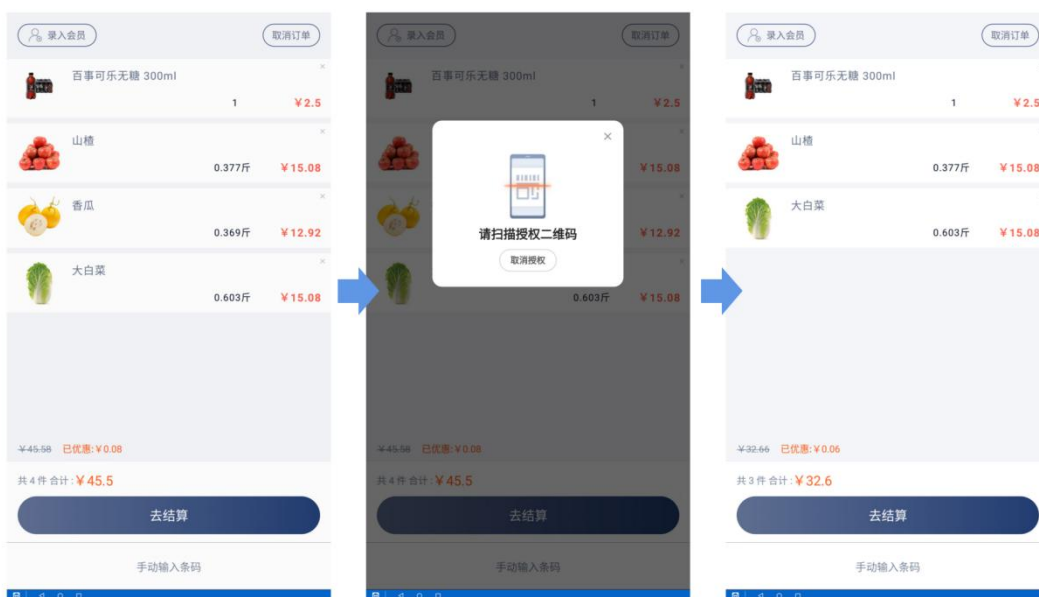 录入会员
取消订单
百事可乐无糖 300ml
1 ¥2.5
山楂
0.377斤 ¥15.08
香瓜
0.369斤 ¥12.92
大白菜
0.603斤 ¥15.08
¥45.58 已优惠:¥0.08
共4件 合计:¥45.5
去结算
手动输入条码
录入会员
取消订单
百事可乐无糖 300ml
1 ¥2.5
¥15.08
请扫描授权二维码
¥12.92
取消授权
0.603斤 ¥15.08
¥45.58 已优惠:¥0.08
共4件 合计:¥45.5
去结算
手动输入条码
录入会员
取消订单
百事可乐无糖 300ml
1 ¥2.5
山楂
0.377斤 ¥15.08
大白菜
0.603斤 ¥15.08
¥32.66 已优惠:¥0.06
共3件 合计:¥32.6
去结算
手动输入条码